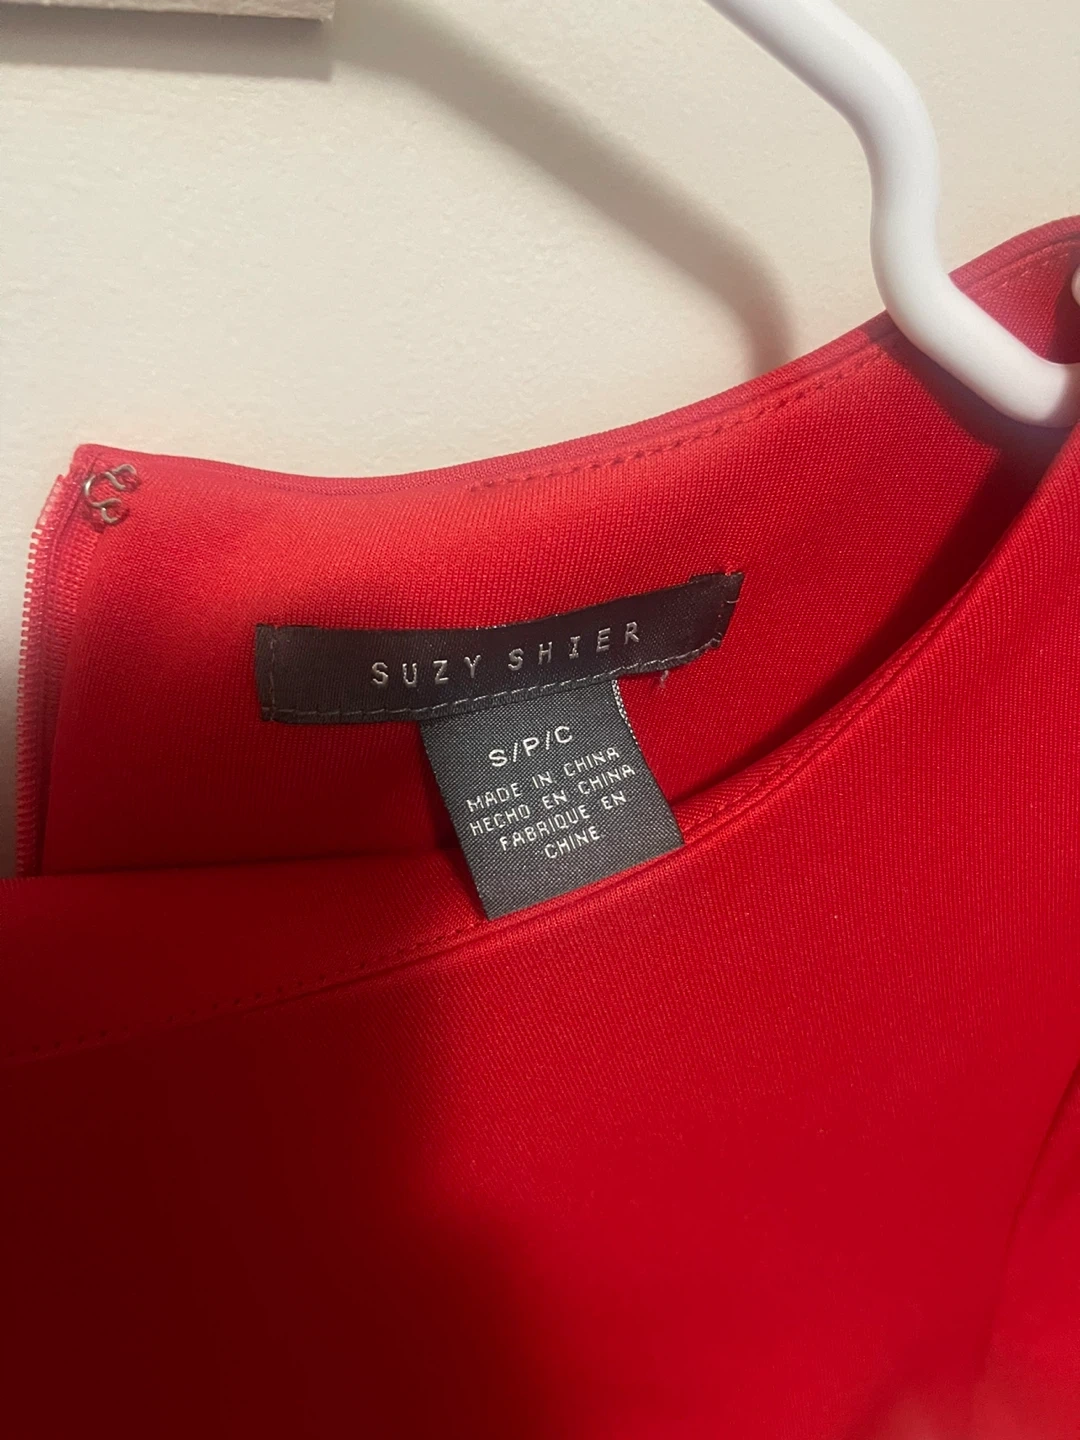 SUZY SHIER
S/P/C
MADE IN CHINA
HECHO EN CHINA
FABRIQUE EN
CHINE